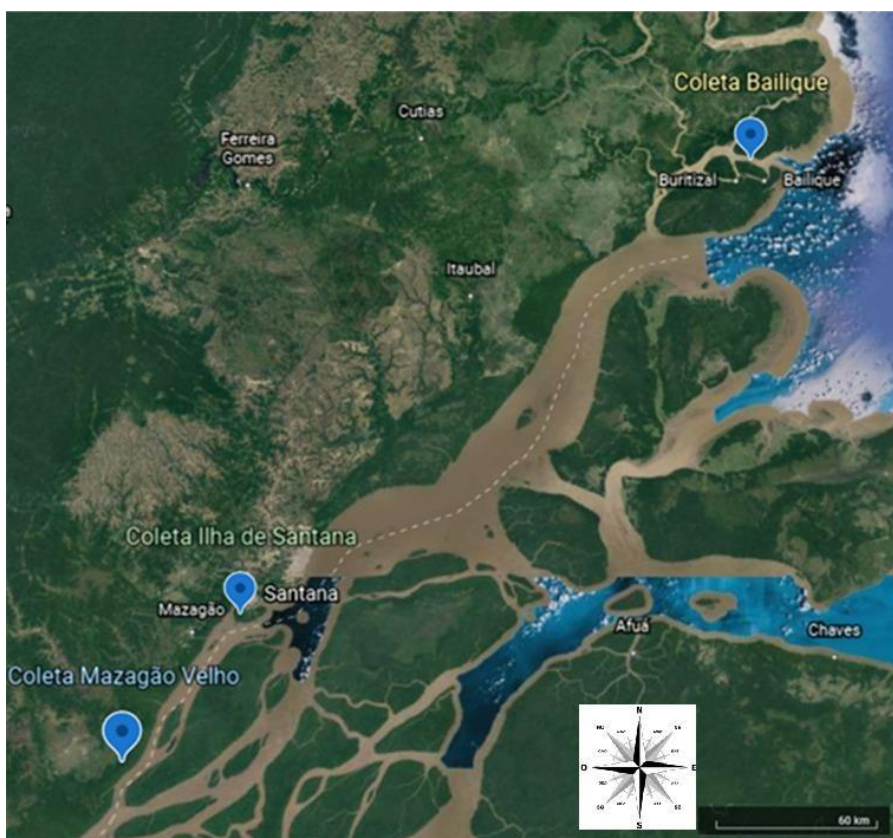 Coleta Bailique
Cutias
Ferreira
Gomes
Buritizal
Bailique
Itaubal
Coleta Ilha de Santana
Santana
Mazagão
Afuá
Chaves
Coleta Mazagão Velho
N
O
E
S
60 km